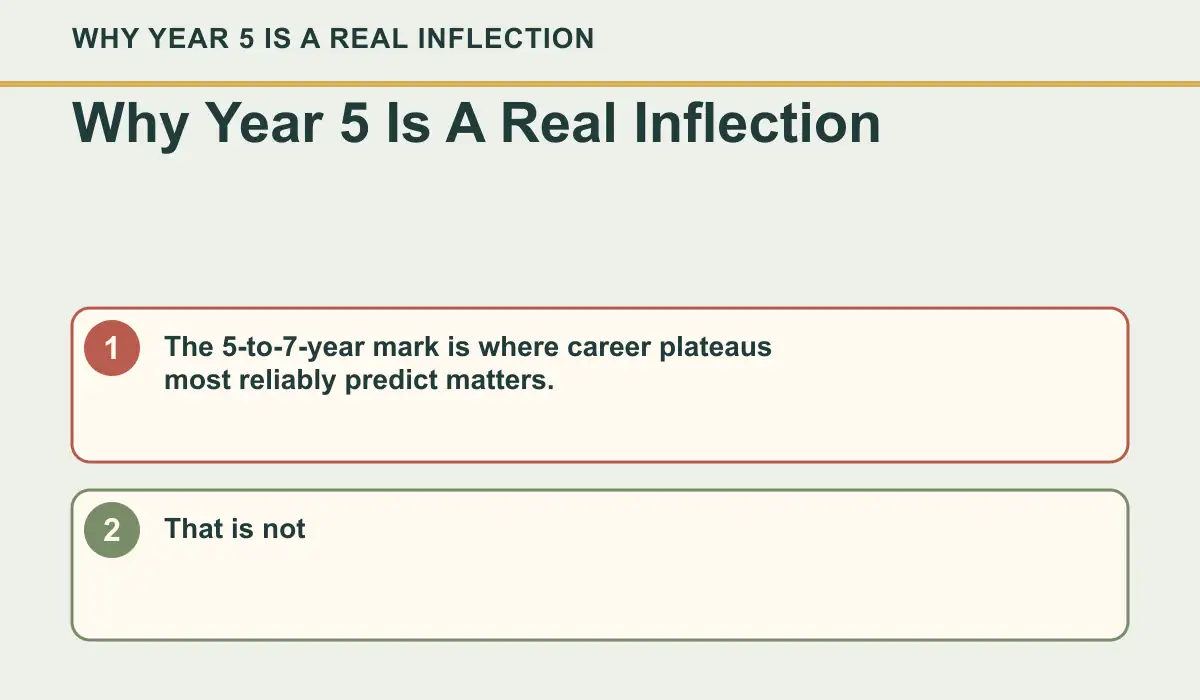 WHY YEAR 5 IS A REAL INFLECTION
Why Year 5 Is A Real Inflection
1
The 5-to-7-year mark is where career plateaus
most reliably predict matters.
2
That is not